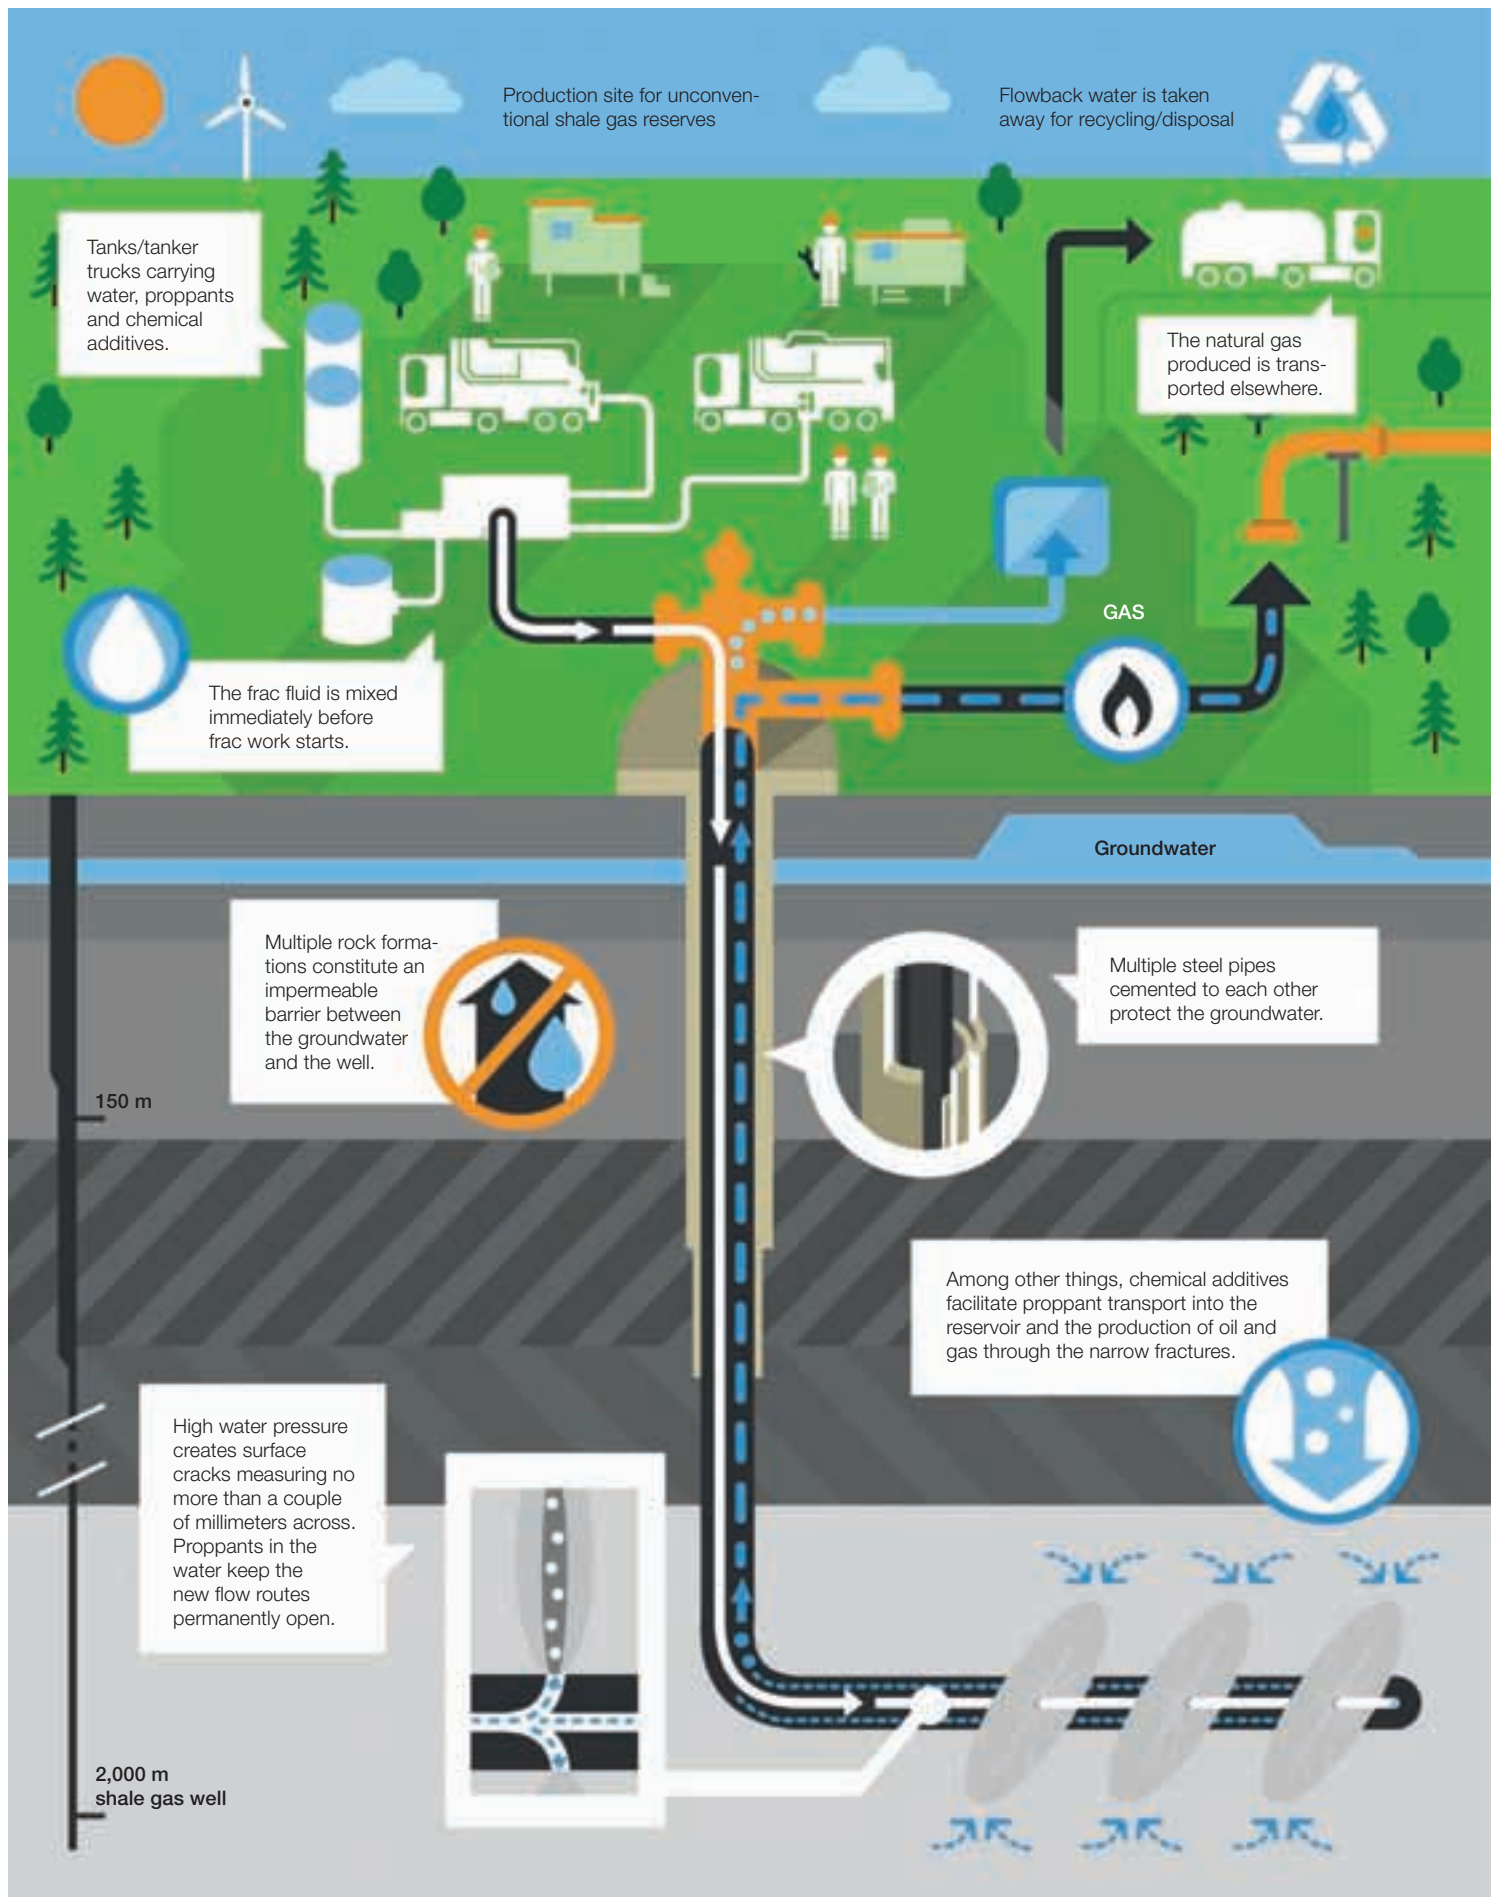 Production site for unconven-
tional shale gas reserves
Flowback water is taken
away for recycling/disposal
Tanks/tanker
trucks carrying
water, proppants
and chemical
additives.
The natural gas
produced is trans-
ported elsewhere.
GAS
The frac fluid is mixed
immediately before
frac work starts.
Groundwater
Multiple rock forma-
tions constitute an
impermeable
barrier between
the groundwater
and the well.
Multiple steel pipes
cemented to each other
protect the groundwater.
150 m
Among other things, chemical additives
facilitate proppant transport into the
reservoir and the production of oil and
gas through the narrow fractures.
High water pressure
creates surface
cracks measuring no
more than a couple
of millimeters across.
Proppants in the
water keep the
new flow routes
permanently open.
2,000 m
shale gas well